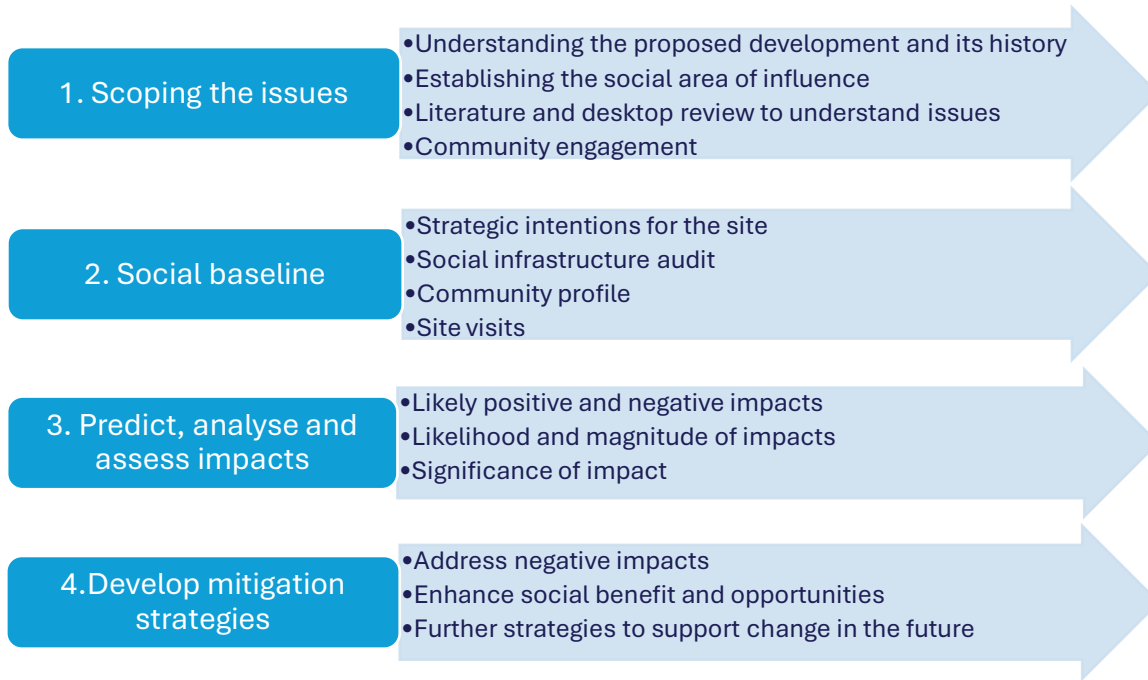 1. Scoping the issues
•Understanding the proposed development and its history
•Establishing the social area of influence
•Literature and desktop review to understand issues
•Community engagement
2. Social baseline
•Strategic intentions for the site
•Social infrastructure audit
•Community profile
•Site visits
3. Predict, analyse and
assess impacts
•Likely positive and negative impacts
•Likelihood and magnitude of impacts
•Significance of impact
4.Develop mitigation
strategies
•Address negative impacts
•Enhance social benefit and opportunities
•Further strategies to support change in the future